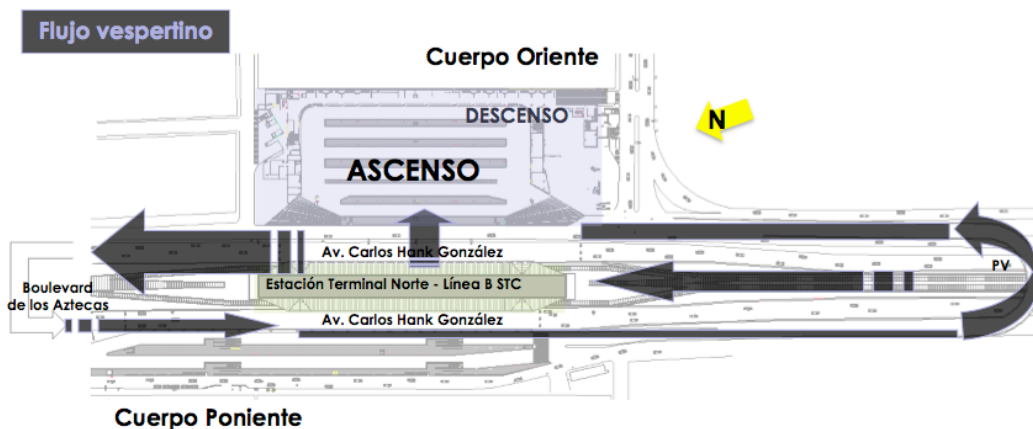 Flujo vespertino
Cuerpo Oriente
N
DESCENSO
ASCENSO
Av. Carlos Hank González
PV
Estación Terminal Norte - Línea B STC
Boulevard
de los Aztecas
Av. Carlos Hank González
Cuerpo Poniente